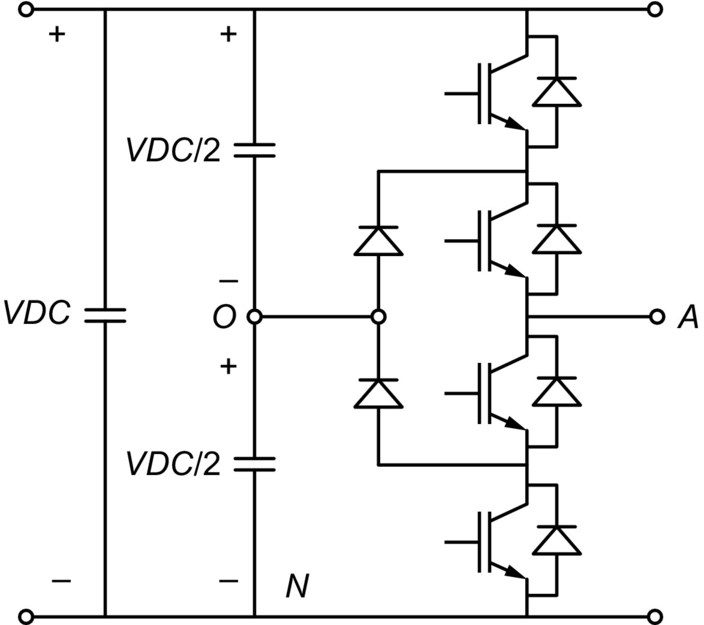 + +
VDC/2
–
VDC O A
+
VDC/2
– – N